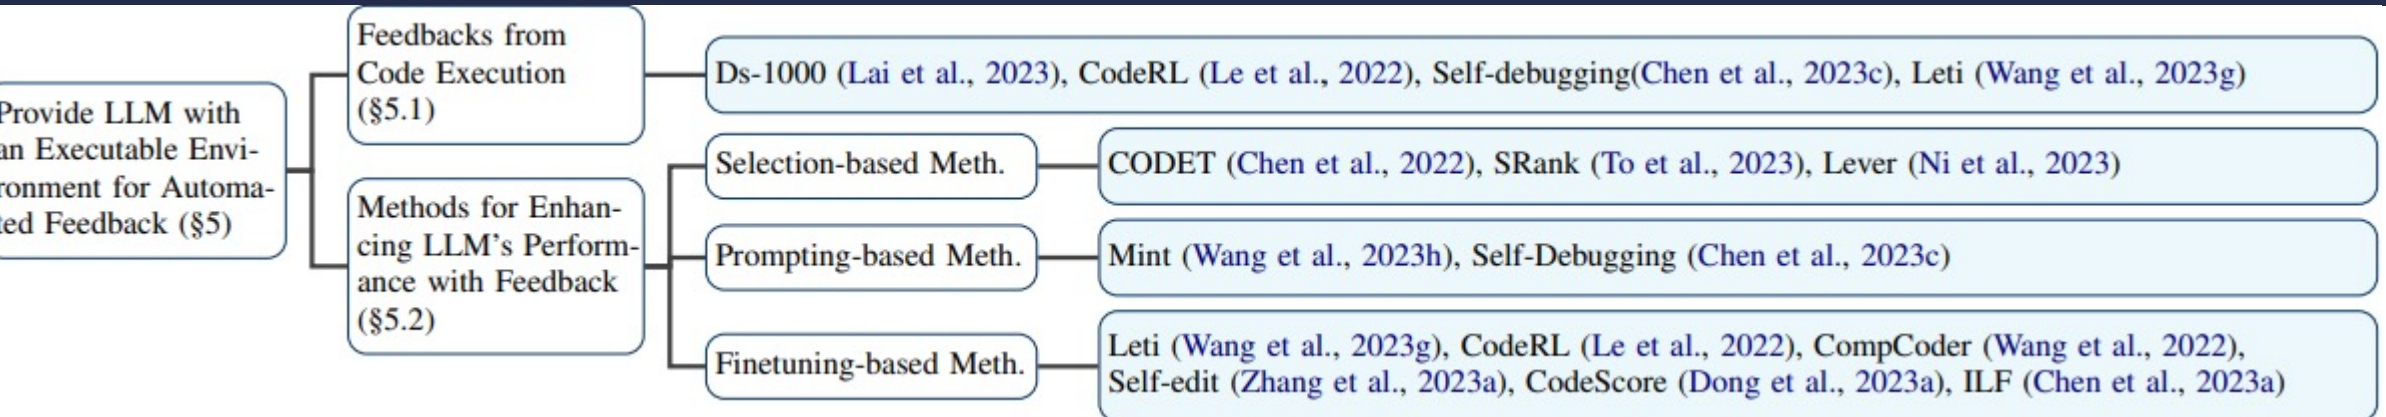 Provide LLM with
an Executable Envi-
ronment for Automa-
ted Feedback (§5)
Feedbacks from
Code Execution
(§5.1)
Ds-1000 (Lai et al., 2023), CodeRL (Le et al., 2022), Self-debugging(Chen et al., 2023c), Leti (Wang et al., 2023g)
Methods for Enhan-
cing LLM's Perform-
ance with Feedback
(§5.2)
Selection-based Meth.
CODET (Chen et al., 2022), SRank (To et al., 2023), Lever (Ni et al., 2023)
Prompting-based Meth.
Mint (Wang et al., 2023h), Self-Debugging (Chen et al., 2023c)
Finetuning-based Meth.
Leti (Wang et al., 2023g), CodeRL (Le et al., 2022), CompCoder (Wang et al., 2022),
Self-edit (Zhang et al., 2023a), CodeScore (Dong et al., 2023a), ILF (Chen et al., 2023a)